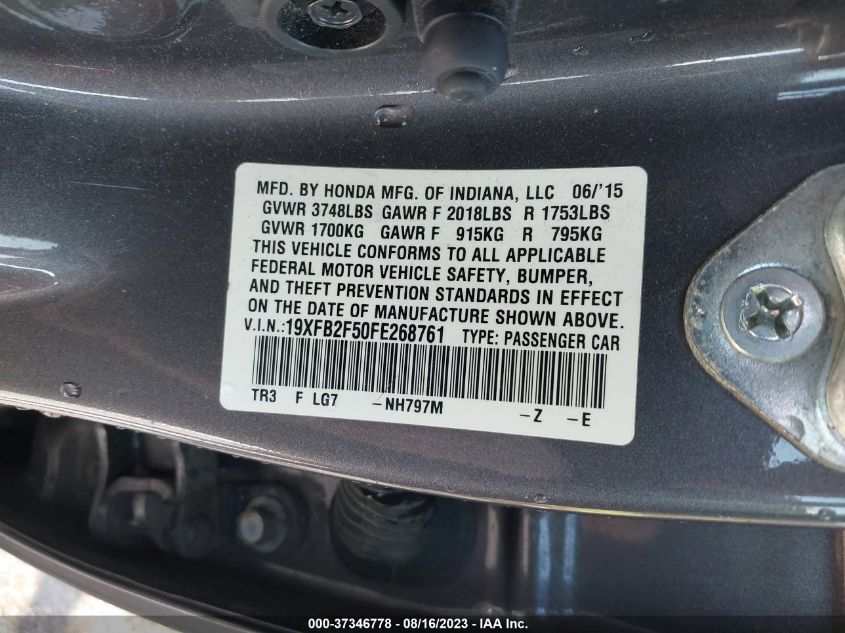 MFD. BY HONDA MFG. OF INDIANA, LLC 06/'15
GVWR 3748LBS GAWR F 2018LBS R 1753LBS
GVWR 1700KG GAWR F 915KG R 795KG
THIS VEHICLE CONFORMS TO ALL APPLICABLE
FEDERAL MOTOR VEHICLE SAFETY, BUMPER,
AND THEFT PREVENTION STANDARDS IN EFFECT
ON THE DATE OF MANUFACTURE SHOWN ABOVE.
V.I.N.:19XFB2F50FE268761 TYPE: PASSENGER CAR
TR3 F LG7 -NH797M -Z -E
000-37346778 - 08/16/2023 - IAA Inc.